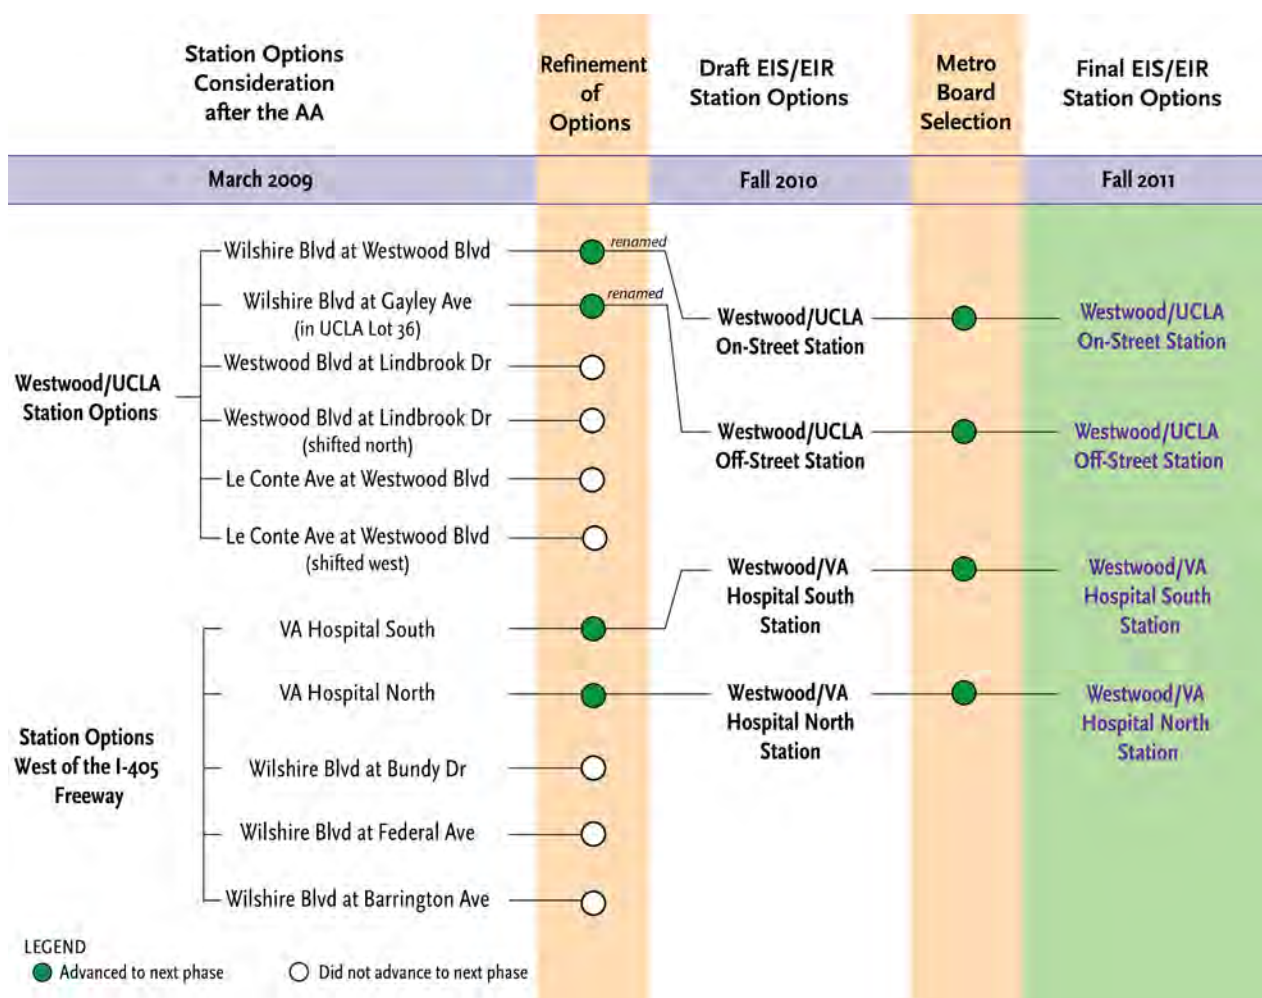 Station Options
Consideration
after the AA
Refinement
of
Options
Draft EIS/EIR
Station Options
Metro
Board
Selection
Final EIS/EIR
Station Options
March 2009
Fall 2010
Fall 2011
Westwood/UCLA
Station Options
Wilshire Blvd at Westwood Blvd
renamed
Wilshire Blvd at Gayley Ave
(in UCLA Lot 36)
renamed
Westwood Blvd at Lindbrook Dr
Westwood Blvd at Lindbrook Dr
(shifted north)
Le Conte Ave at Westwood Blvd
Le Conte Ave at Westwood Blvd
(shifted west)
Westwood/UCLA
On-Street Station
Westwood/UCLA
On-Street Station
Westwood/UCLA
Off-Street Station
Westwood/UCLA
Off-Street Station
Station Options
West of the I-405
Freeway
VA Hospital South
VA Hospital North
Wilshire Blvd at Bundy Dr
Wilshire Blvd at Federal Ave
Wilshire Blvd at Barrington Ave
Westwood/VA
Hospital South
Station
Westwood/VA
Hospital South
Station
Westwood/VA
Hospital North
Station
Westwood/VA
Hospital North
Station
LEGEND
Advanced to next phase
Did not advance to next phase